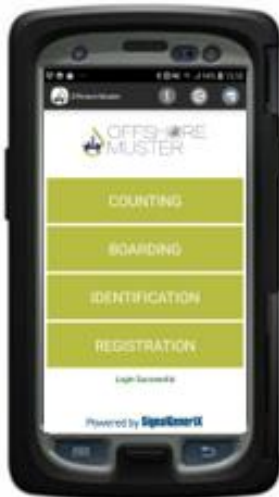 Offshore Muster
OFFSHORE
MUSTER
COUNTING
BOARDING
IDENTIFICATION
REGISTRATION
Login Successful
Powered by SignalGeneriX